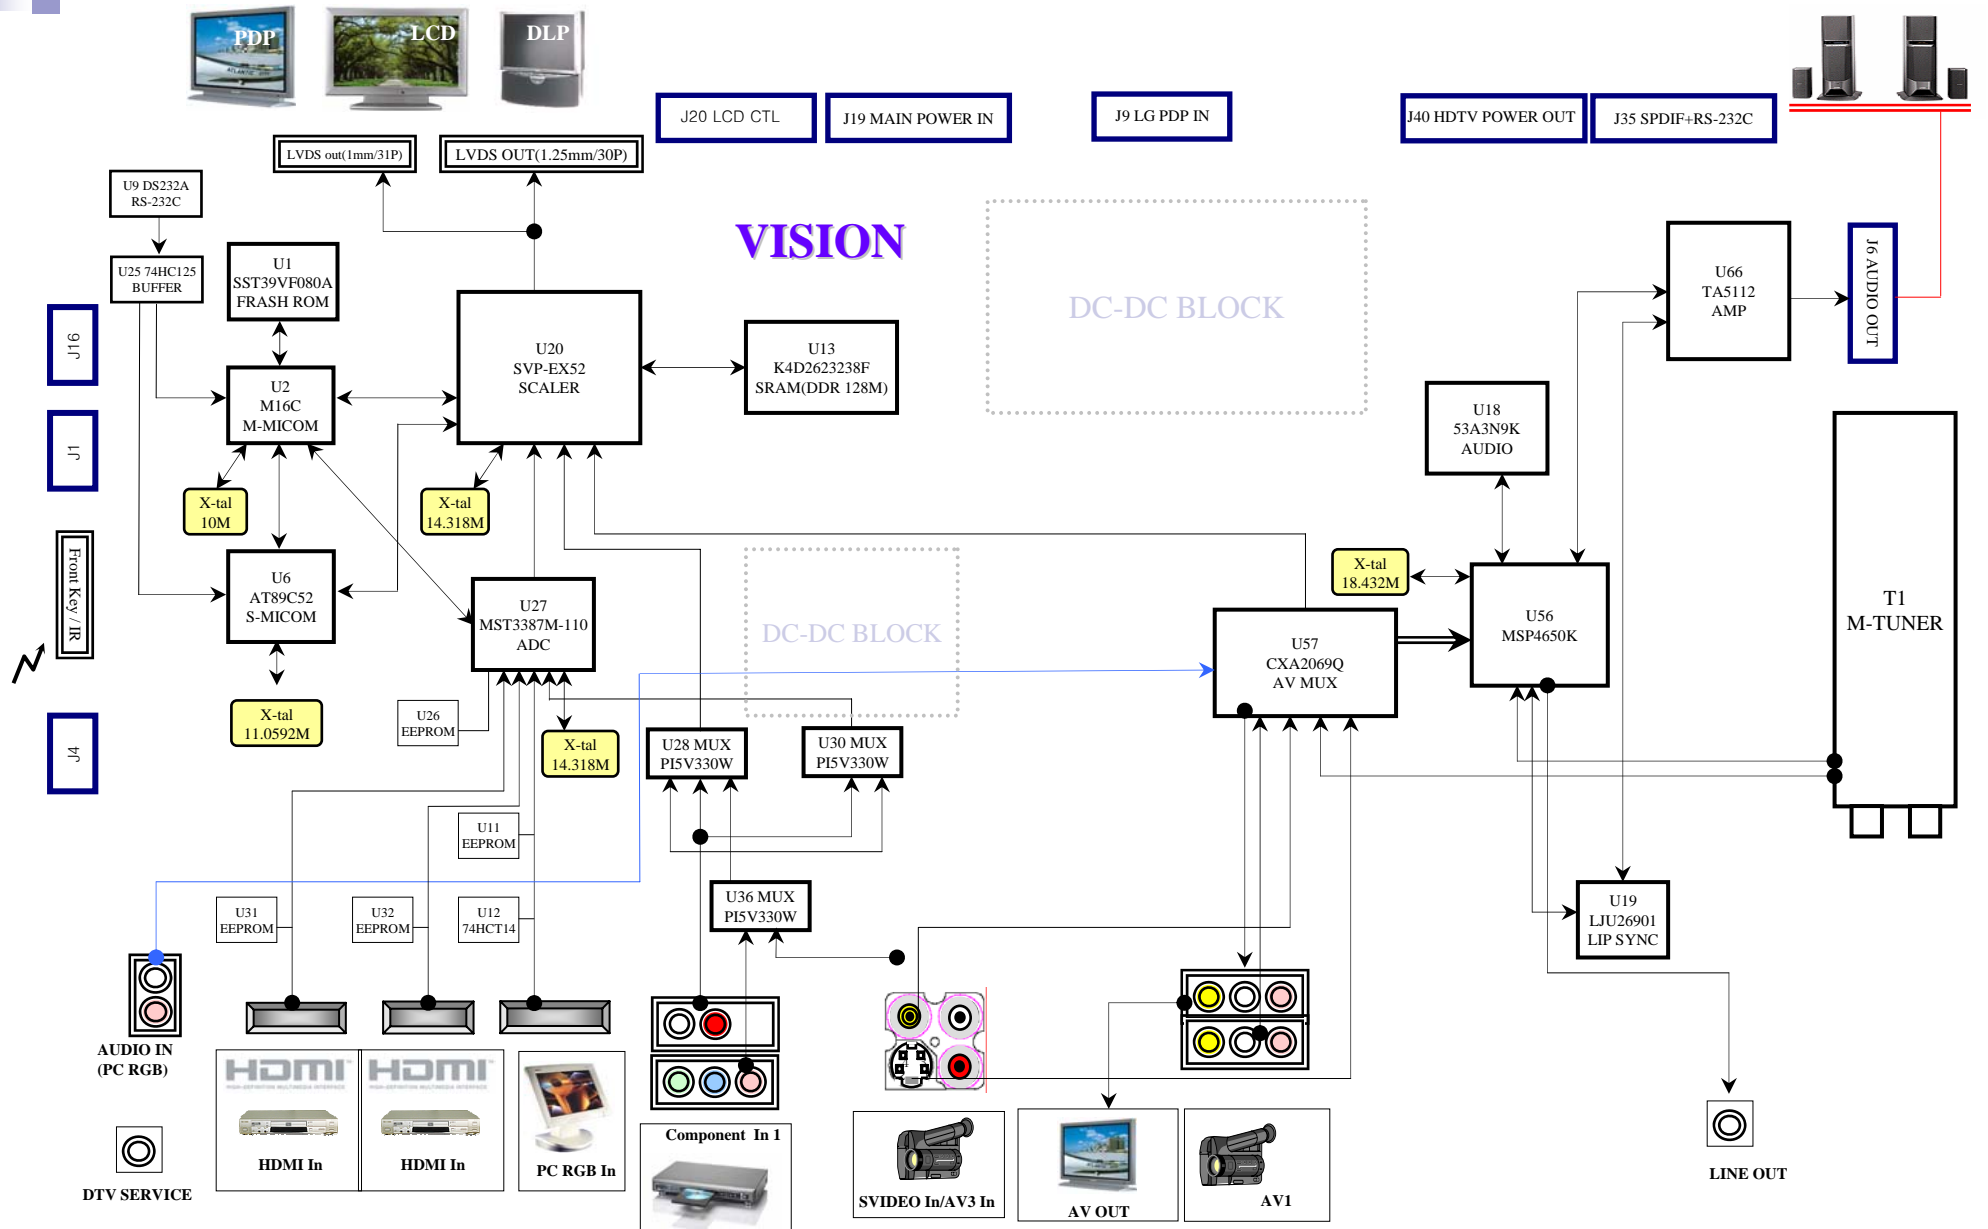 PDP
LCD
DLP
J20 LCD CTL
J19 MAIN POWER IN
J9 LG PDP IN
J40 HDTV POWER OUT
J35 SPDIF+RS-232C
LVDS out(1mm/31P)
LVDS OUT(1.25mm/30P)
U9 DS232A
RS-232C
VISION
U25 74HC125
BUFFER
U1
SST39VF080A
FRASH ROM
DC-DC BLOCK
U66
TA5112
AMP
J6 AUDIO OUT
J16
U20
SVP-EX52
SCALER
U13
K4D2623238F
SRAM(DDR 128M)
U2
M16C
M-MICOM
U18
53A3N9K
AUDIO
J1
X-tal
10M
X-tal
14.318M
Front Key / IR
U6
AT89C52
S-MICOM
U27
MST3387M-110
ADC
DC-DC BLOCK
X-tal
18.432M
U56
MSP4650K
T1
M-TUNER
U57
CXA2069Q
AV MUX
X-tal
11.0592M
U26
EEPROM
X-tal
14.318M
U28 MUX
PI5V330W
U30 MUX
PI5V330W
J4
U11
EEPROM
U31
EEPROM
U32
EEPROM
U12
74HCT14
U36 MUX
PI5V330W
U19
LJU26901
LIP SYNC
AUDIO IN
(PC RGB)
HDMI
HIGH-DEFINITION MULTIMEDIA INTERFACE
HDMI
HIGH-DEFINITION MULTIMEDIA INTERFACE
HDMI In
HDMI In
PC RGB In
Component In 1
SVIDEO In/AV3 In
AV OUT
AV1
LINE OUT
DTV SERVICE